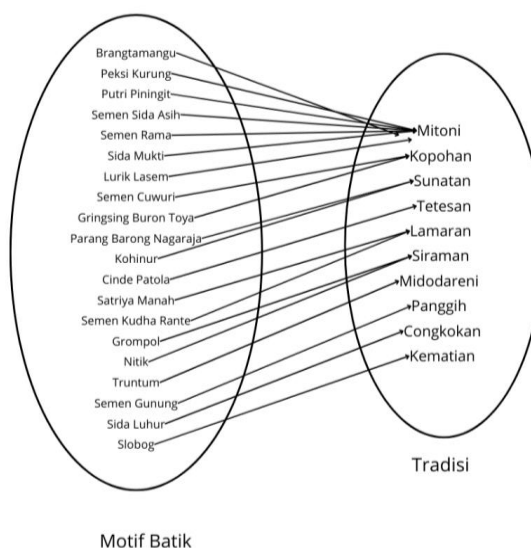 Brangtamangu
Peksi Kurung
Putri Piningit
Semen Sida Asih
Semen Rama
Sida Mukti
Lurik Lasem
Semen Cuwuri
Gringsing Buron Toya
Parang Barong Nagaraja
Kohinur
Cinde Patola
Satriya Manah
Semen Kudha Rante
Grompol
Nitik
Truntum
Semen Gunung
Sida Luhur
Slobog
Motif Batik
Mitoni
Kopohan
Sunatan
Tetesan
Lamaran
Siraman
Midodareni
Panggih
Congkokan
Kematian
Tradisi